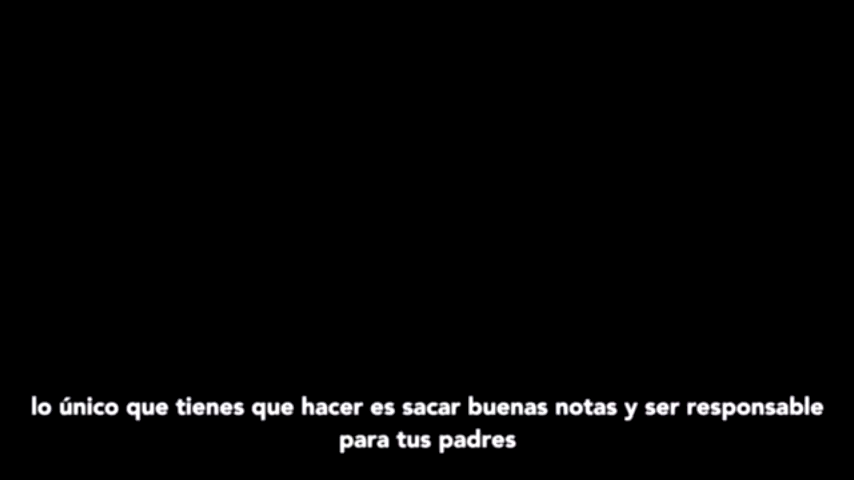 lo único que tienes que hacer es sacar buenas notas y ser responsable
para tus padres